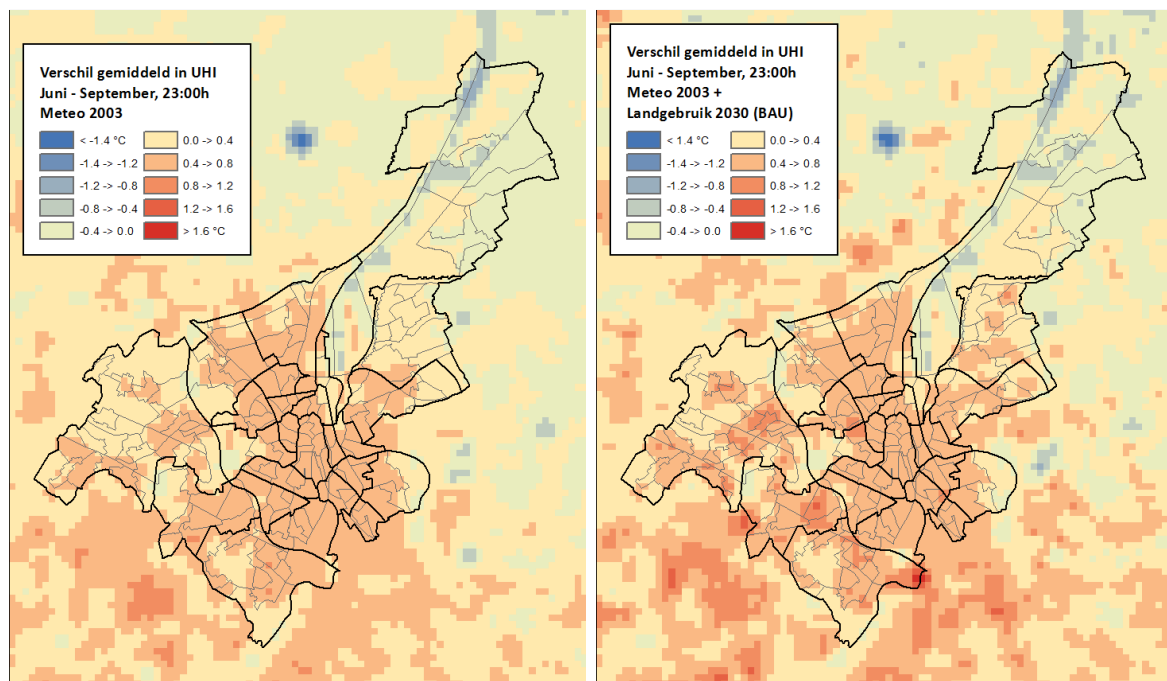 Verschil gemiddeld in UHI
Juni - September, 23:00h
Meteo 2003
< -1.4 °C
0.0 -> 0.4
-1.4 -> -1.2
0.4 -> 0.8
-1.2 -> -0.8
0.8 -> 1.2
-0.8 -> -0.4
1.2 -> 1.6
-0.4 -> 0.0
> 1.6 °C
Verschil gemiddeld in UHI
Juni - September, 23:00h
Meteo 2003 +
Landgebruik 2030 (BAU)
< 1.4 °C
0.0 -> 0.4
-1.4 -> -1.2
0.4 -> 0.8
-1.2 -> -0.8
0.8 -> 1.2
-0.8 -> -0.4
1.2 -> 1.6
-0.4 -> 0.0
> 1.6 °C